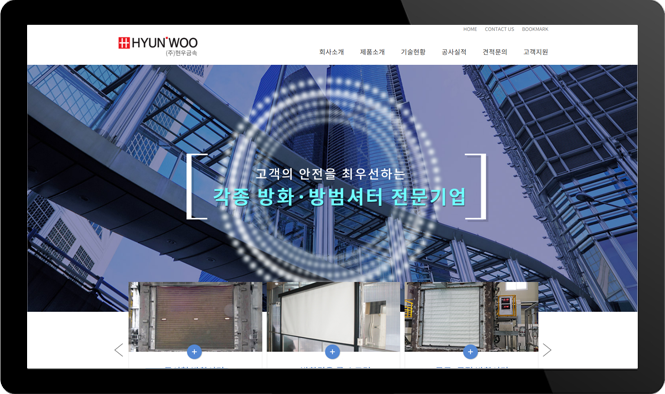 HOME CONTACT US BOOKMARK
HYUN WOO
(주)현우금속
회사소개 제품소개 기술현황 공사실적 견적문의 고객지원
고객의 안전을 최우선하는
각종 방화·방범셔터 전문기업